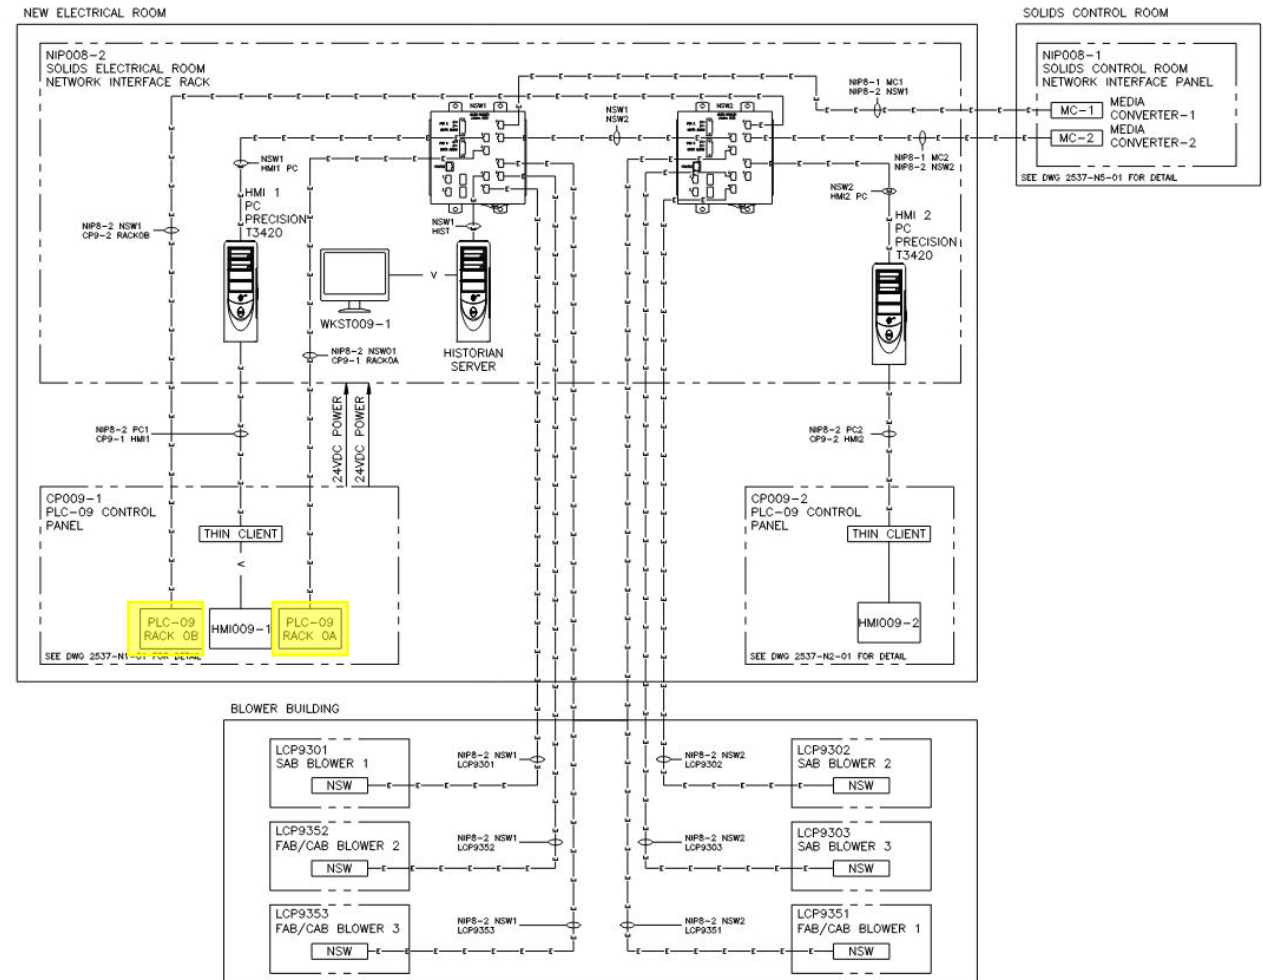 NEW ELECTRICAL ROOM
SOLIDS CONTROL ROOM
NIP008-2
SOLIDS ELECTRICAL ROOM
NETWORK INTERFACE RACK
NSW1
NSW2
NSW1
NSW2
NIP8-1 MC1
NIP8-2 NSW1
NIP008-1
SOLIDS CONTROL ROOM
NETWORK INTERFACE PANEL
MC-1
MEDIA
CONVERTER-1
MC-2
MEDIA
CONVERTER-2
SEE DWG 2537-N5-01 FOR DETAIL
NIP8-1 MC2
NIP8-2 NSW2
NSW1
HMI1 PC
NSW2
HMI2 PC
HMI 1
PC
PRECISION
T3420
NIP8-2 NSW1
CP9-2 RACK0B
NSW1
HIST
HMI 2
PC
PRECISION
T3420
V
WKST009-1
HISTORIAN
SERVER
NIP8-2 NSW01
CP9-1 RACK0A
24VDC POWER
24VDC POWER
NIP8-2 PC1
CP9-1 HMI1
NIP8-2 PC2
CP9-2 HMI2
CP009-1
PLC-09 CONTROL
PANEL
THIN CLIENT
V
PLC-09
RACK 0B
HMI009-1
PLC-09
RACK 0A
SEE DWG 2537-N1-01 FOR DETAIL
CP009-2
PLC-09 CONTROL
PANEL
THIN CLIENT
HMI009-2
SEE DWG 2537-N2-01 FOR DETAIL
BLOWER BUILDING
LCP9301
SAB BLOWER 1
NSW
NIP8-2 NSW1
LCP9301
NIP8-2 NSW2
LCP9302
LCP9302
SAB BLOWER 2
NSW
LCP9352
FAB/CAB BLOWER 2
NSW
NIP8-2 NSW1
LCP9352
NIP8-2 NSW2
LCP9303
LCP9303
SAB BLOWER 3
NSW
LCP9353
FAB/CAB BLOWER 3
NSW
NIP8-2 NSW1
LCP9353
NIP8-2 NSW2
LCP9351
LCP9351
FAB/CAB BLOWER 1
NSW